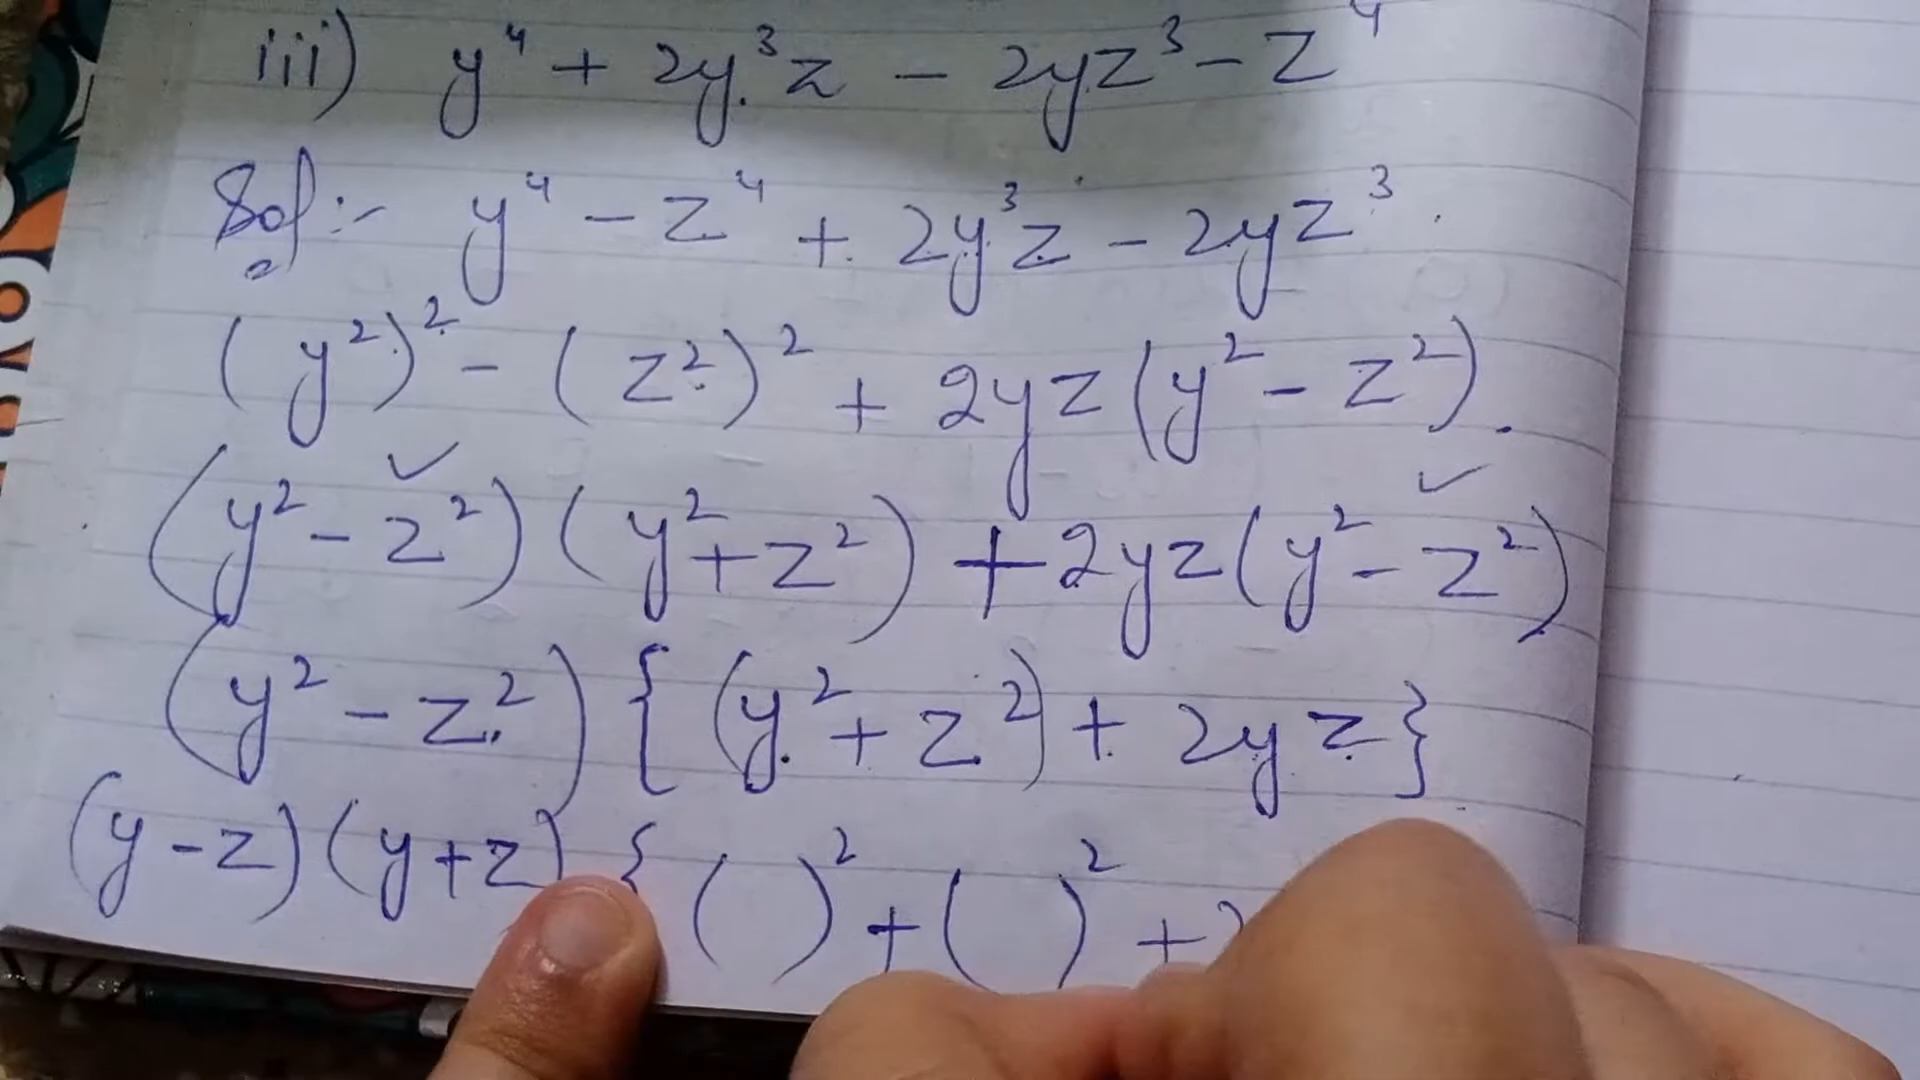 iii) y⁴ + 2y³z - 2yz³ - z⁴
Sol:- y⁴ - z⁴ + 2y³z - 2yz³.
(y²)² - (z²)² + 2yz(y² - z²).
(y² - z²)(y² + z²) + 2yz(y² - z²)
(y² - z²) { (y² + z²) + 2yz }
(y - z)(y + z) { ( )² + ( )² +